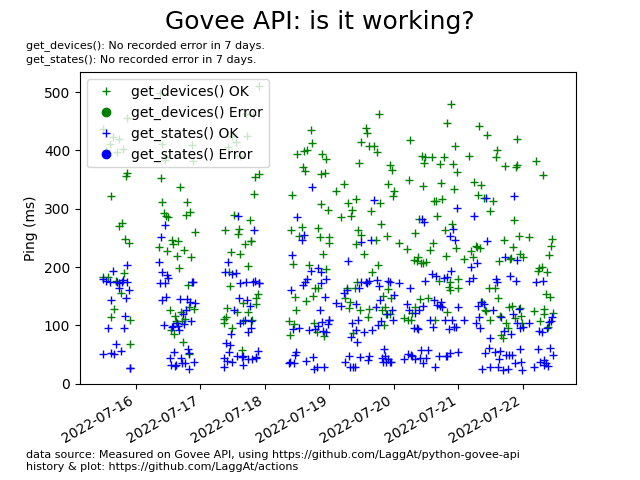 Govee API: is it working?
get_devices(): No recorded error in 7 days.
get_states(): No recorded error in 7 days.
get_devices() OK
get_devices() Error
get_states() OK
get_states() Error
500
400
300
200
100
0
Ping (ms)
2022-07-16
2022-07-17
2022-07-18
2022-07-19
2022-07-20
2022-07-21
2022-07-22
data source: Measured on Govee API, using https://github.com/LaggAt/python-govee-api
history & plot: https://github.com/LaggAt/actions